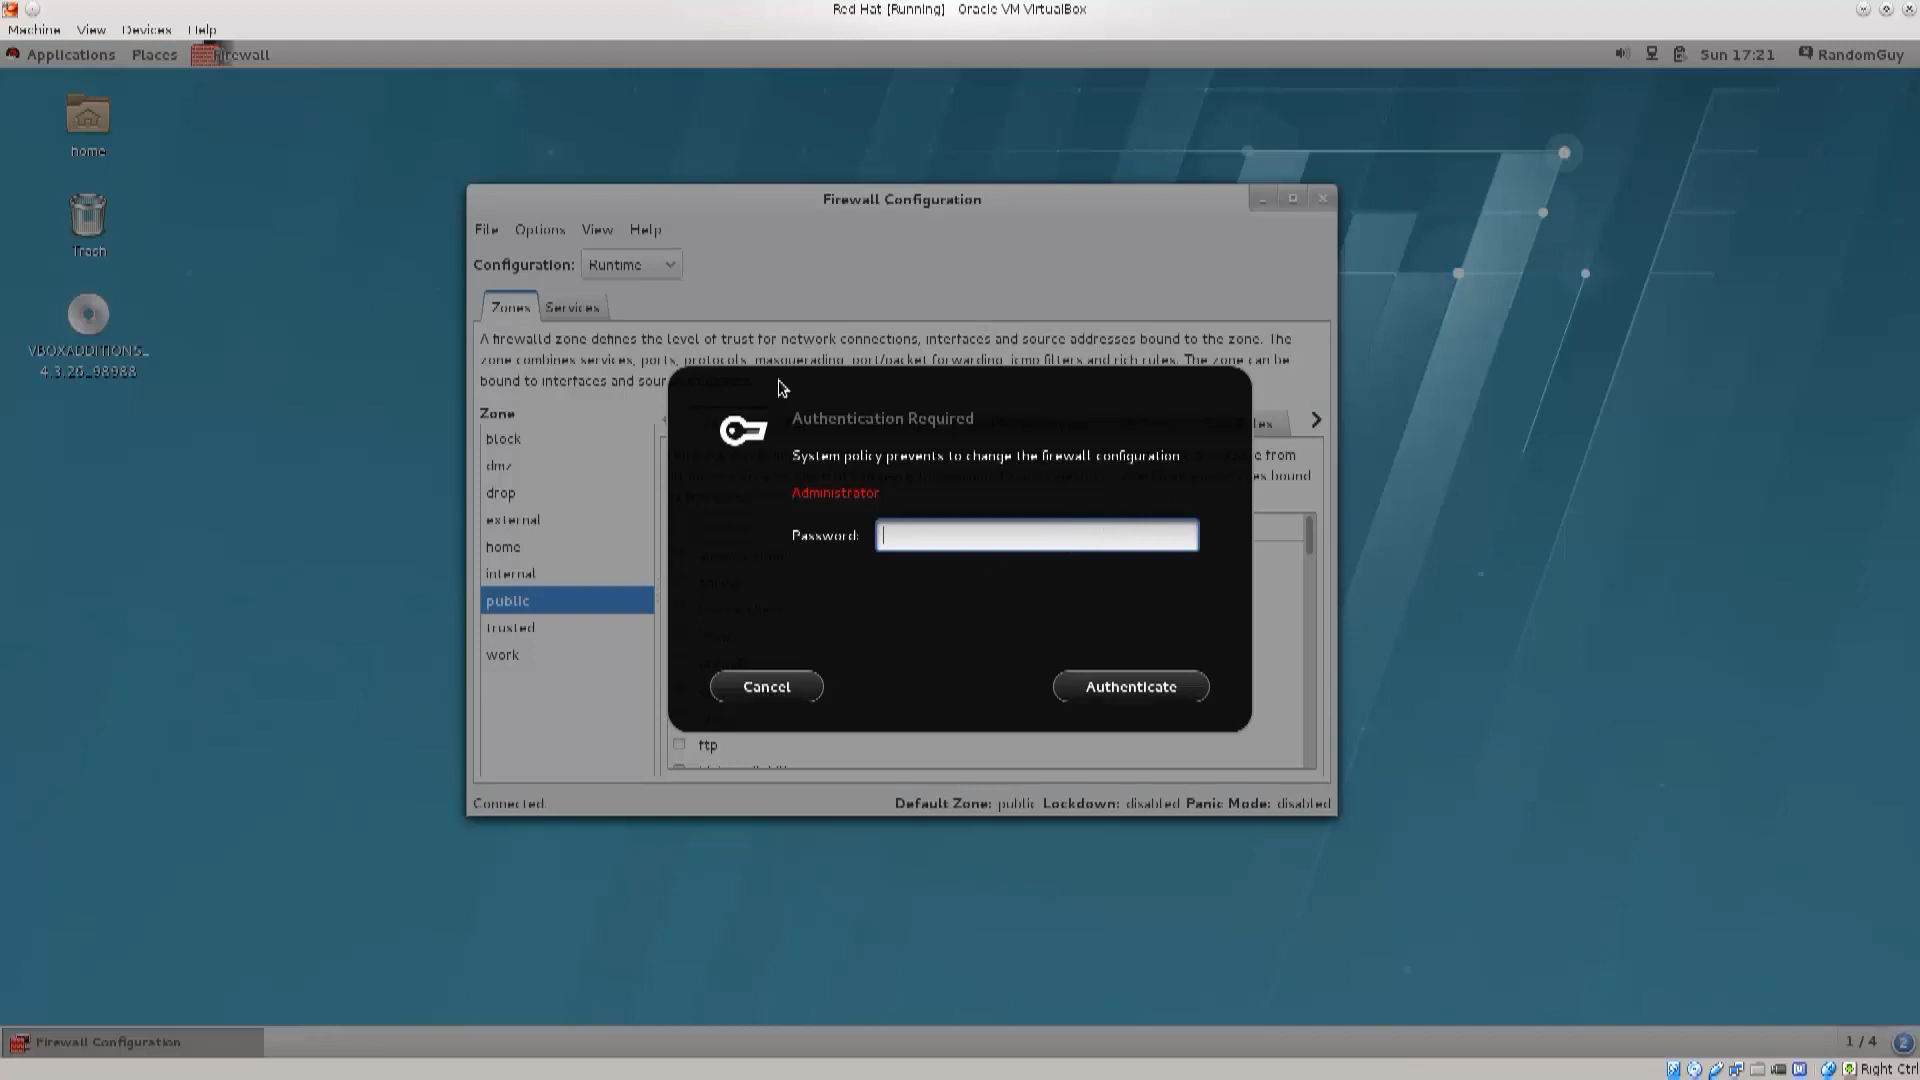 Red Hat [Running] Oracle VM VirtualBox
Machine View Devices Help
Applications Places Firewall Sun 17:21 RandomGuy
home
Trash
VBOXADDITIONS_
4.3.26_98988
Firewall Configuration
File Options View Help
Configuration: Runtime
Zones Services
A firewalld zone defines the level of trust for network connections, interfaces and source addresses bound to the zone. The
zone combines services, ports, protocols, masquerading, port/packet forwarding, icmp filters and rich rules. The zone can be
bound to interfaces and
Zone
block
dmz
drop
external
home
internal
public
trusted
work
Authentication Required
System policy prevents to change the firewall configuration
Administrator
Password:
Cancel Authenticate
from
bound
ftp
Connected.
Default Zone: public Lockdown: disabled Panic Mode: disabled
Firewall Configuration
1 / 4 2
Right Ctrl